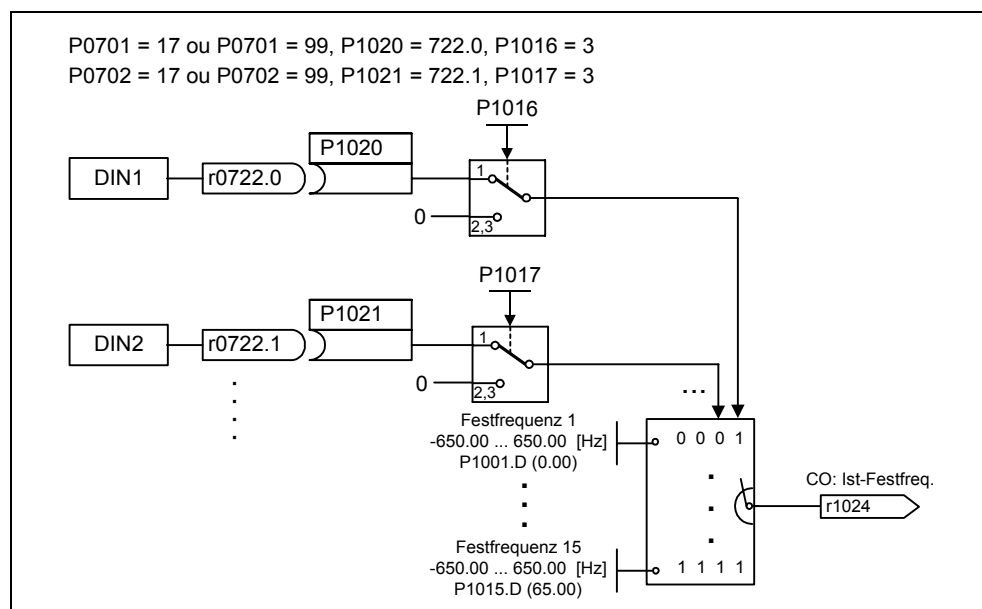 P0701 = 17 ou P0701 = 99, P1020 = 722.0, P1016 = 3
P0702 = 17 ou P0702 = 99, P1021 = 722.1, P1017 = 3
P1016
P1020
DIN1
r0722.0
1
0
2,3
P1017
P1021
DIN2
r0722.1
1
0
2,3
...
Festfrequenz 1
-650.00 ... 650.00 [Hz]
P1001.D (0.00)
0 0 0 1
CO: Ist-Festfreq.
r1024
Festfrequenz 15
-650.00 ... 650.00 [Hz]
P1015.D (65.00)
1 1 1 1